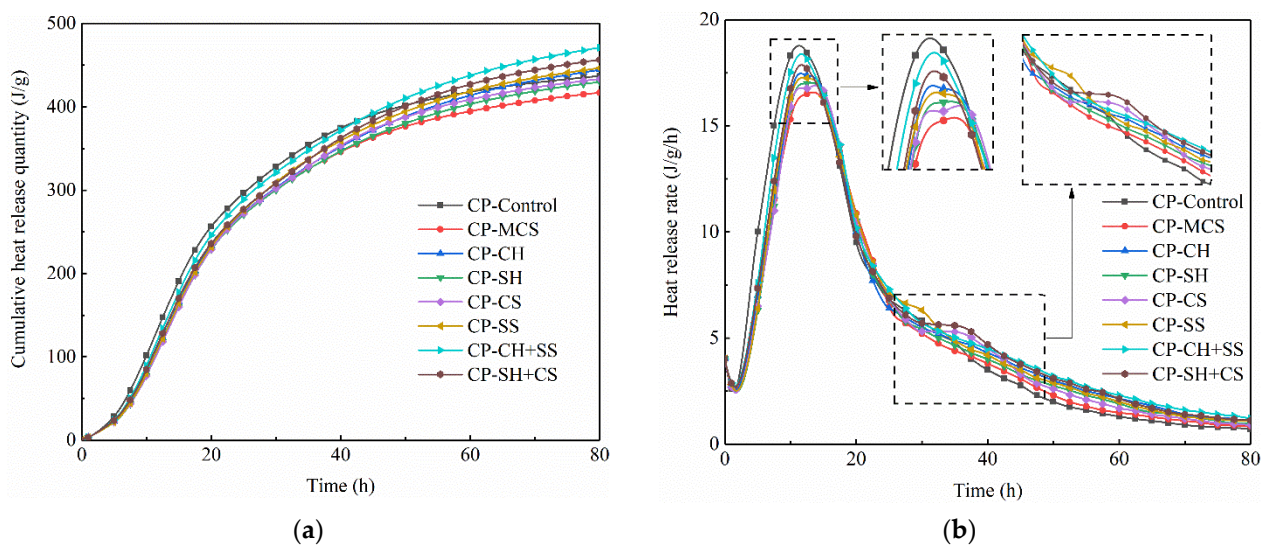 500
400
300
200
100
0
Cumulative heat release quantity (J/g)
CP-Control
CP-MCS
CP-CH
CP-SH
CP-CS
CP-SS
CP-CH+SS
CP-SH+CS
0 20 40 60 80
Time (h)
(a)
20
15
10
5
0
Heat release rate (J/g/h)
CP-Control
CP-MCS
CP-CH
CP-SH
CP-CS
CP-SS
CP-CH+SS
CP-SH+CS
0 20 40 60 80
Time (h)
(b)